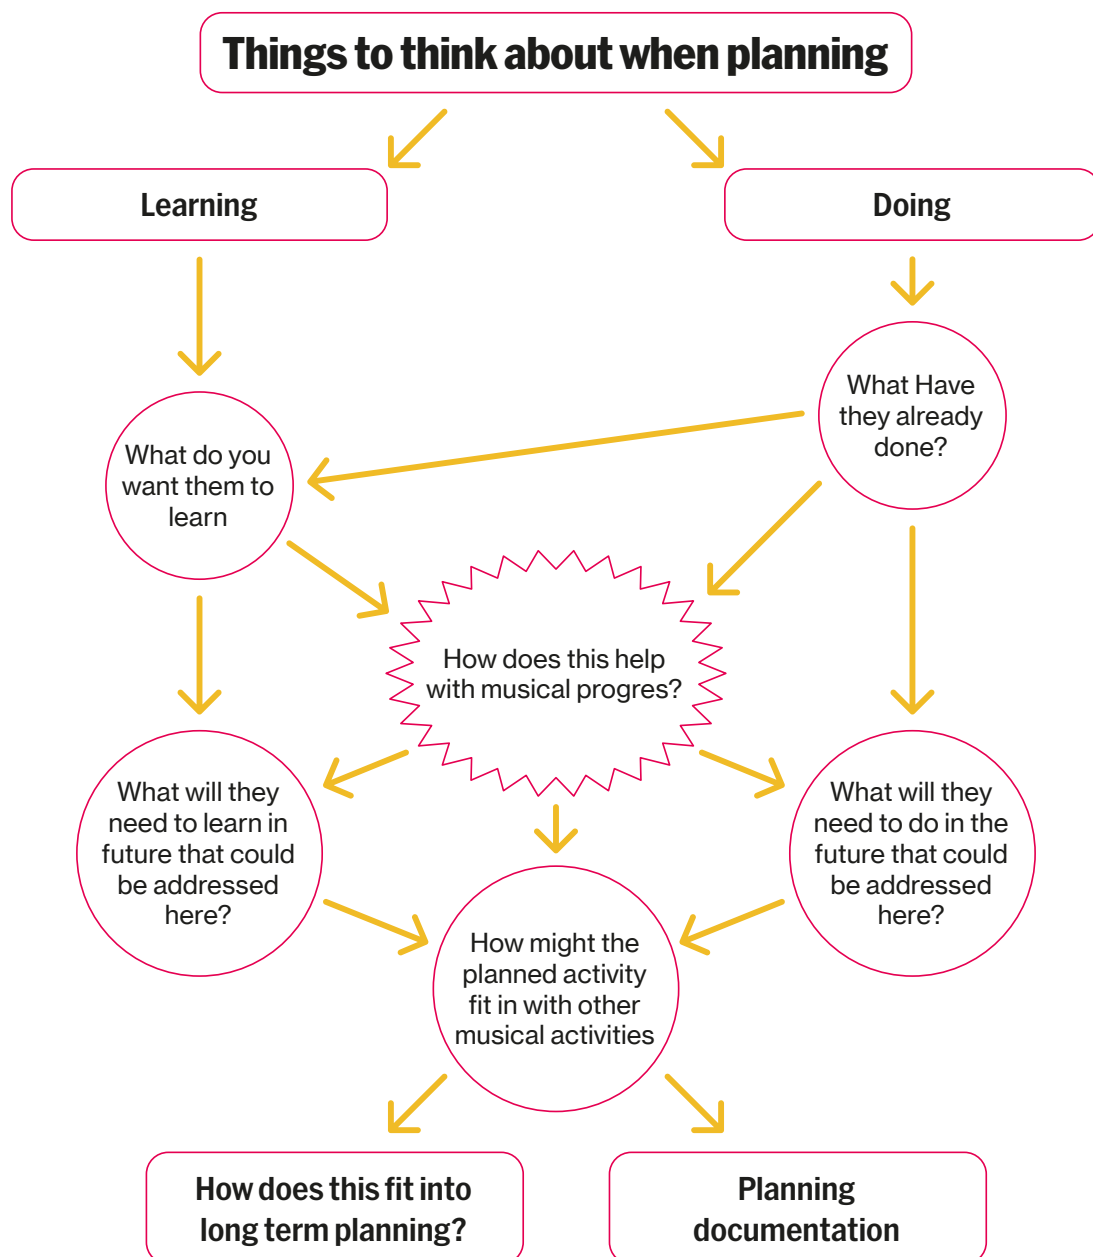 Things to think about when planning
Learning
Doing
What Have
they already
done?
What do you
want them to
learn
How does this help
with musical progres?
What will they
need to learn in
future that could
be addressed
here?
What will they
need to do in the
future that could
be addressed
here?
How might the
planned activity
fit in with other
musical activities
How does this fit into
long term planning?
Planning
documentation